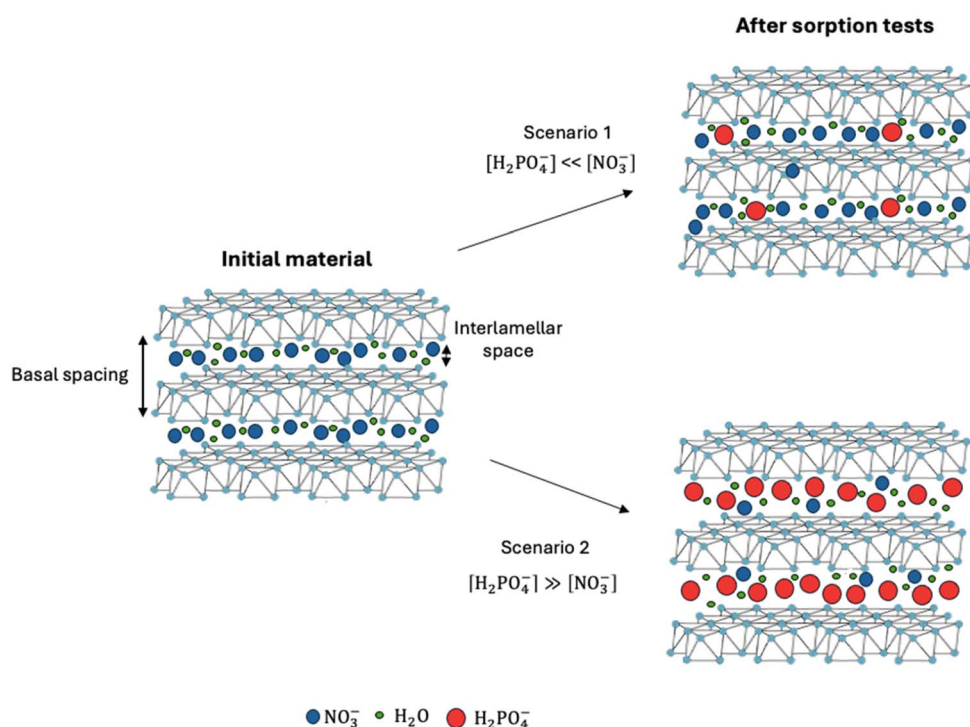 After sorption tests
Scenario 1
[H₂PO₄⁻] << [NO₃⁻]
Initial material
Interlamellar
space
Basal spacing
Scenario 2
[H₂PO₄⁻] ≫ [NO₃⁻]
NO₃⁻ H₂O H₂PO₄⁻